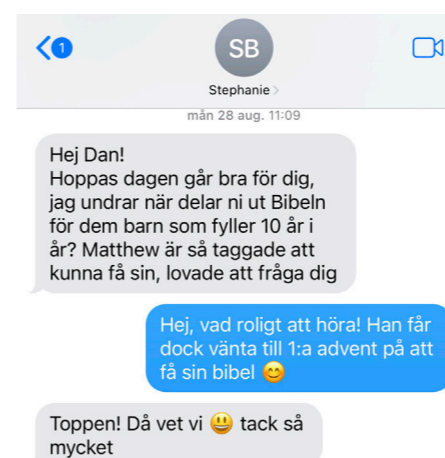 1
SB
Stephanie
mån 28 aug. 11:09
Hej Dan!
Hoppas dagen går bra för dig,
jag undrar när delar ni ut Bibeln
för dem barn som fyller 10 år i
år? Matthew är så taggade att
kunna få sin, lovade att fråga dig
Hej, vad roligt att höra! Han får
dock vänta till 1:a advent på att
få sin bibel 😊
Toppen! Då vet vi 😃 tack så
mycket